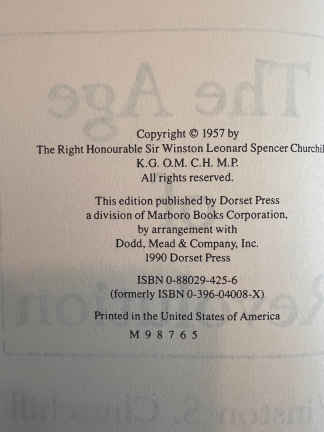 Copyright © 1957 by
The Right Honourable Sir Winston Leonard Spencer Churchil
K.G. O.M. C.H. M.P.
All rights reserved.
This edition published by Dorset Press
a division of Marboro Books Corporation,
by arrangement with
Dodd, Mead & Company, Inc.
1990 Dorset Press
ISBN 0-88029-425-6
(formerly ISBN 0-396-04008-X)
Printed in the United States of America
M 9 8 7 6 5